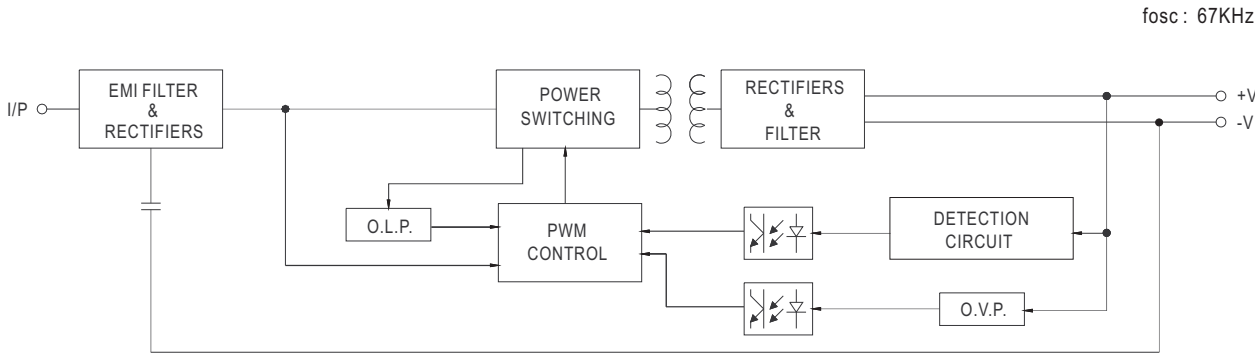 fosc : 67KHz
I/P
EMI FILTER
&
RECTIFIERS
POWER
SWITCHING
RECTIFIERS
&
FILTER
+V
-V
O.L.P.
PWM
CONTROL
DETECTION
CIRCUIT
O.V.P.